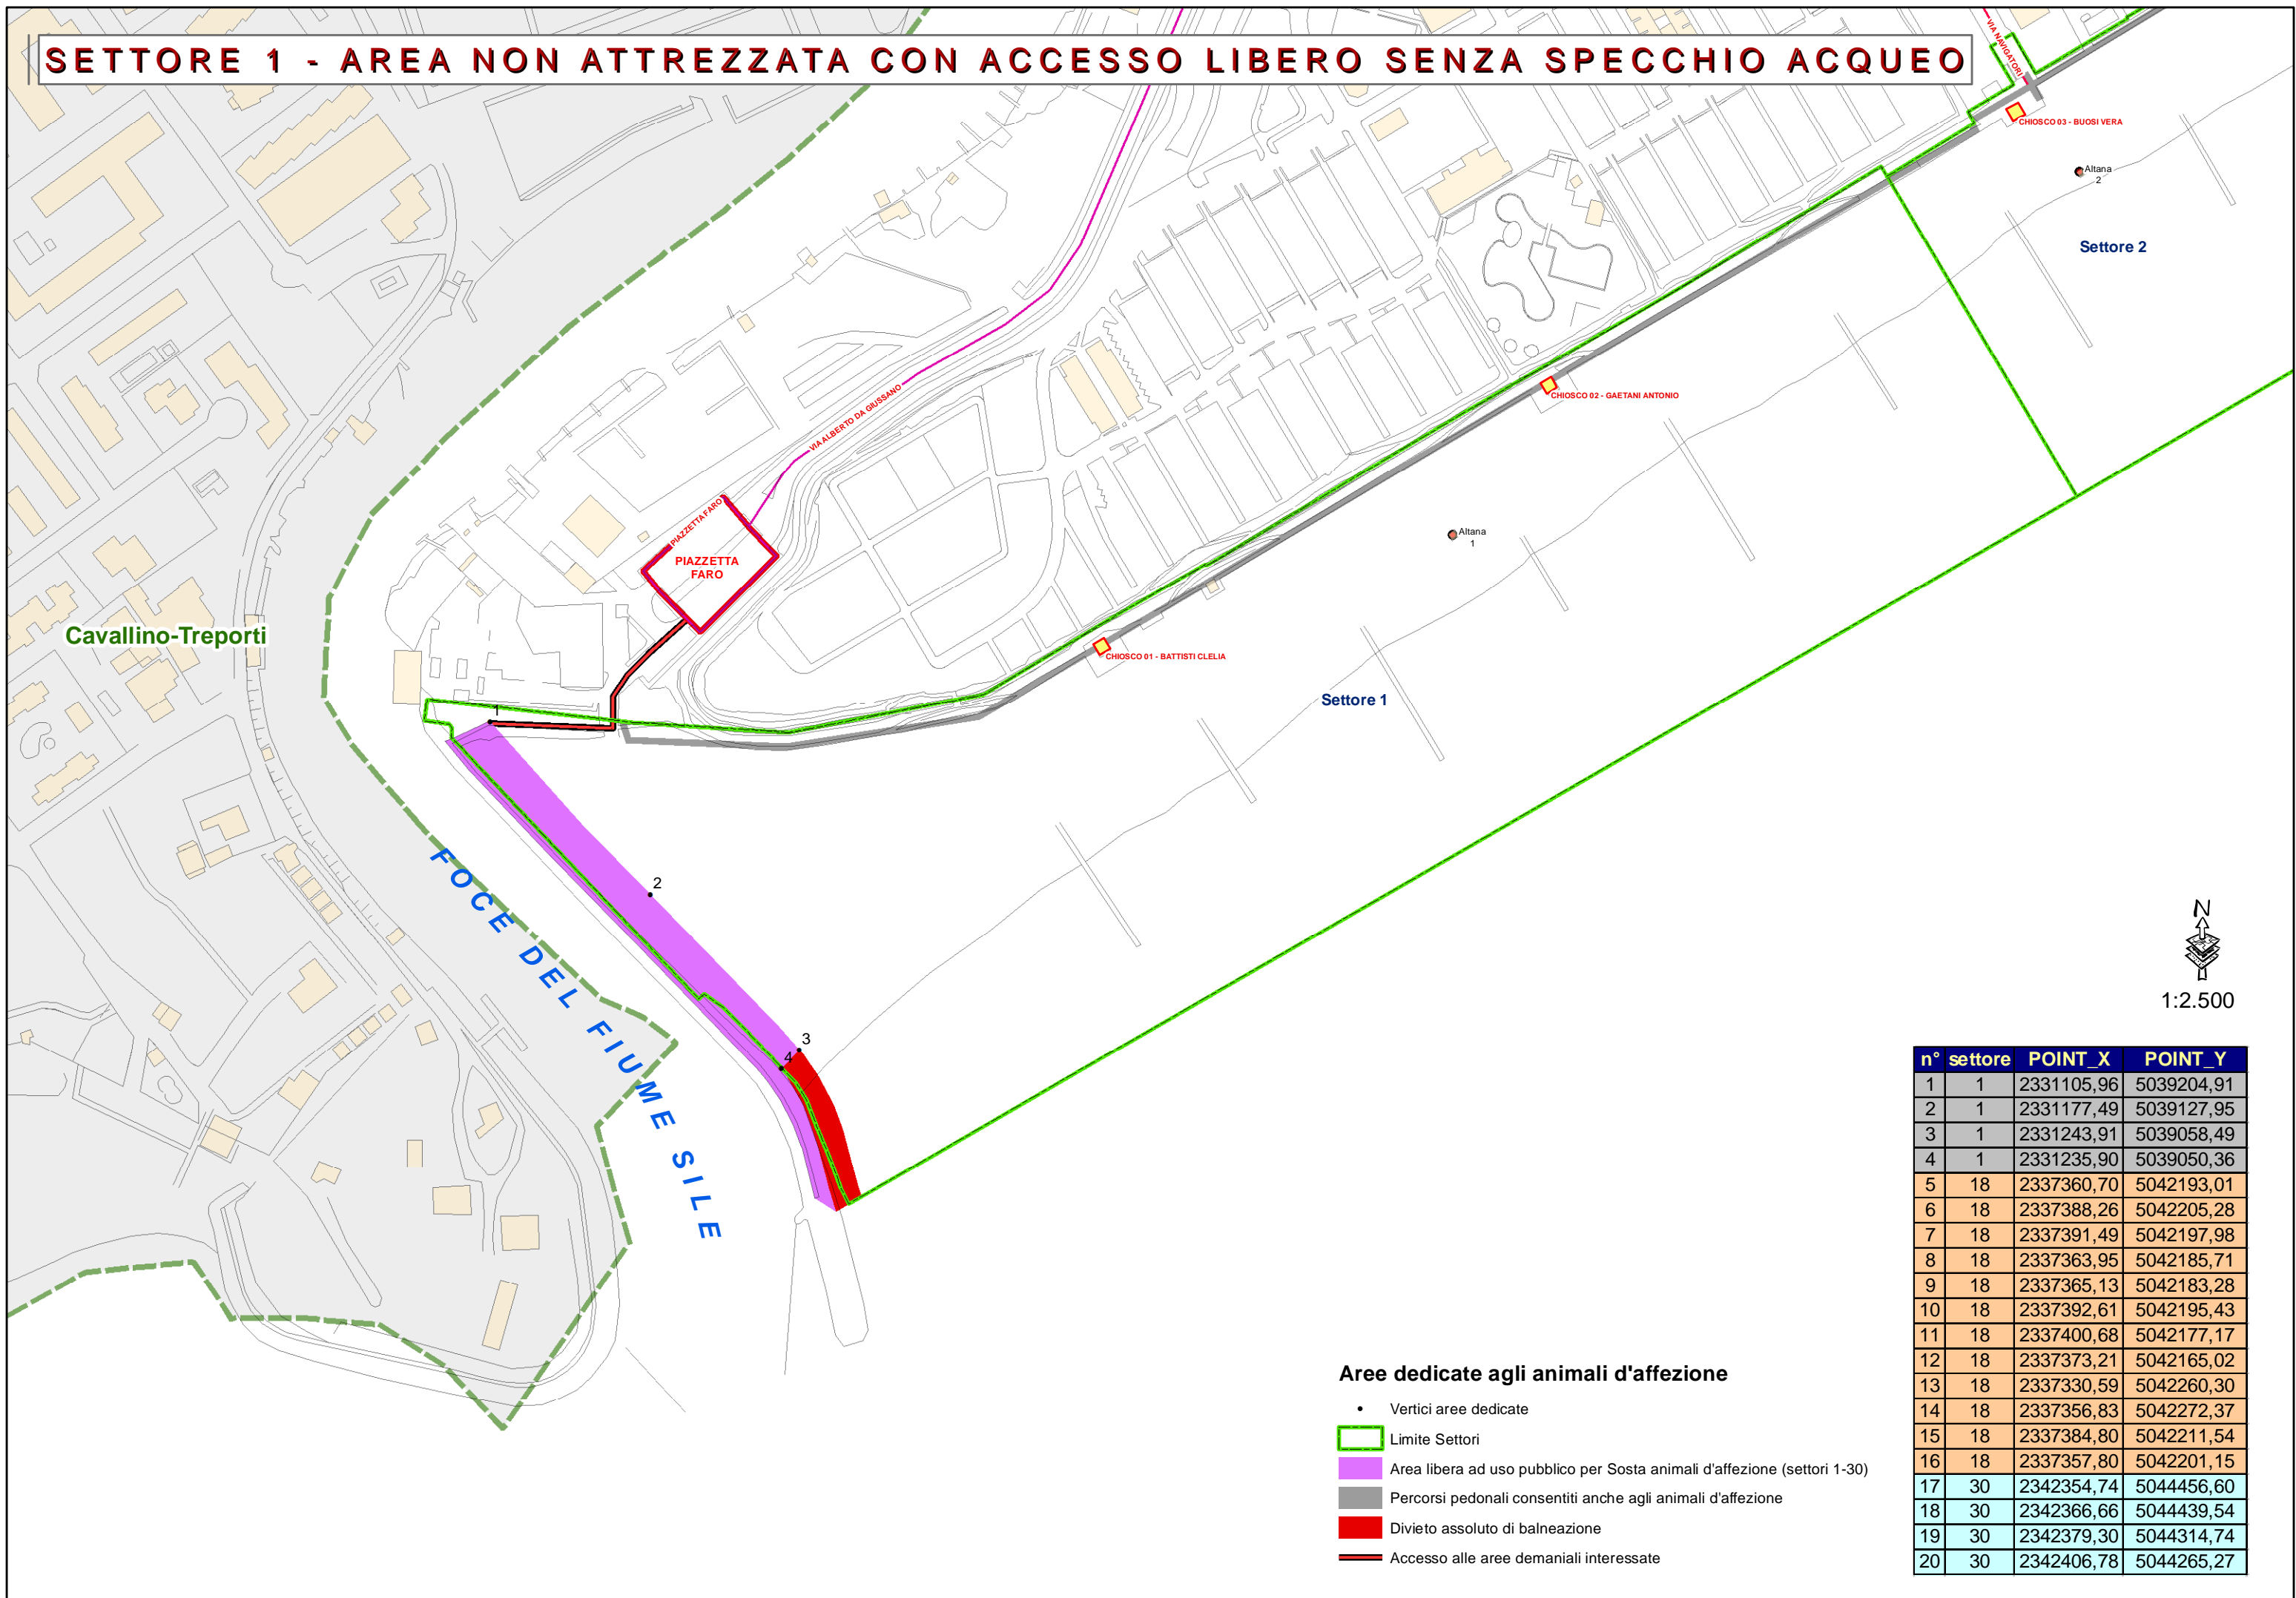 SETTORE 1 - AREA NON ATTREZZATA CON ACCESSO LIBERO SENZA SPECCHIO ACQUEO
VIA NAVIGATORI
CHIOSCO 03 - BUOSI VERA
Altana
2
Settore 2
VIA ALBERTO DA GIUSSANO
CHIOSCO 02 - GAETANI ANTONIO
PIAZZETTA FARO
Altana
1
PIAZZETTA
FARO
Cavallino-Treporti
CHIOSCO 01 - BATTISTI CLELIA
Settore 1
1
2
3
4
FOCE DEL FIUME SILE
N
1:2.500
n° settore POINT_X POINT_Y
1 1 2331105,96 5039204,91
2 1 2331177,49 5039127,95
3 1 2331243,91 5039058,49
4 1 2331235,90 5039050,36
5 18 2337360,70 5042193,01
6 18 2337388,26 5042205,28
7 18 2337391,49 5042197,98
8 18 2337363,95 5042185,71
9 18 2337365,13 5042183,28
10 18 2337392,61 5042195,43
11 18 2337400,68 5042177,17
12 18 2337373,21 5042165,02
13 18 2337330,59 5042260,30
14 18 2337356,83 5042272,37
15 18 2337384,80 5042211,54
16 18 2337357,80 5042201,15
17 30 2342354,74 5044456,60
18 30 2342366,66 5044439,54
19 30 2342379,30 5044314,74
20 30 2342406,78 5044265,27
Aree dedicate agli animali d'affezione
Vertici aree dedicate
Limite Settori
Area libera ad uso pubblico per Sosta animali d'affezione (settori 1-30)
Percorsi pedonali consentiti anche agli animali d'affezione
Divieto assoluto di balneazione
Accesso alle aree demaniali interessate